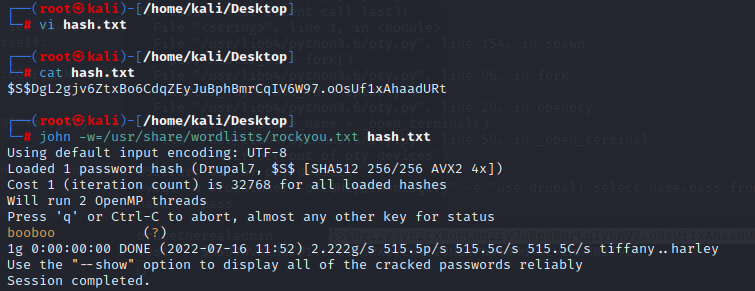 (root㉿kali)-[/home/kali/Desktop]
# vi hash.txt
(root㉿kali)-[/home/kali/Desktop]
# cat hash.txt
$S$DgL2gjv6ZtxBo6CdqZEyJuBphBmrCqIV6W97.oOsUf1xAhaadURt
(root㉿kali)-[/home/kali/Desktop]
# john -w=/usr/share/wordlists/rockyou.txt hash.txt
Using default input encoding: UTF-8
Loaded 1 password hash (Drupal7, $S$ [SHA512 256/256 AVX2 4x])
Cost 1 (iteration count) is 32768 for all loaded hashes
Will run 2 OpenMP threads
Press 'q' or Ctrl-C to abort, almost any other key for status
booboo (?)
1g 0:00:00:00 DONE (2022-07-16 11:52) 2.222g/s 515.5p/s 515.5c/s 515.5C/s tiffany..harley
Use the "--show" option to display all of the cracked passwords reliably
Session completed.